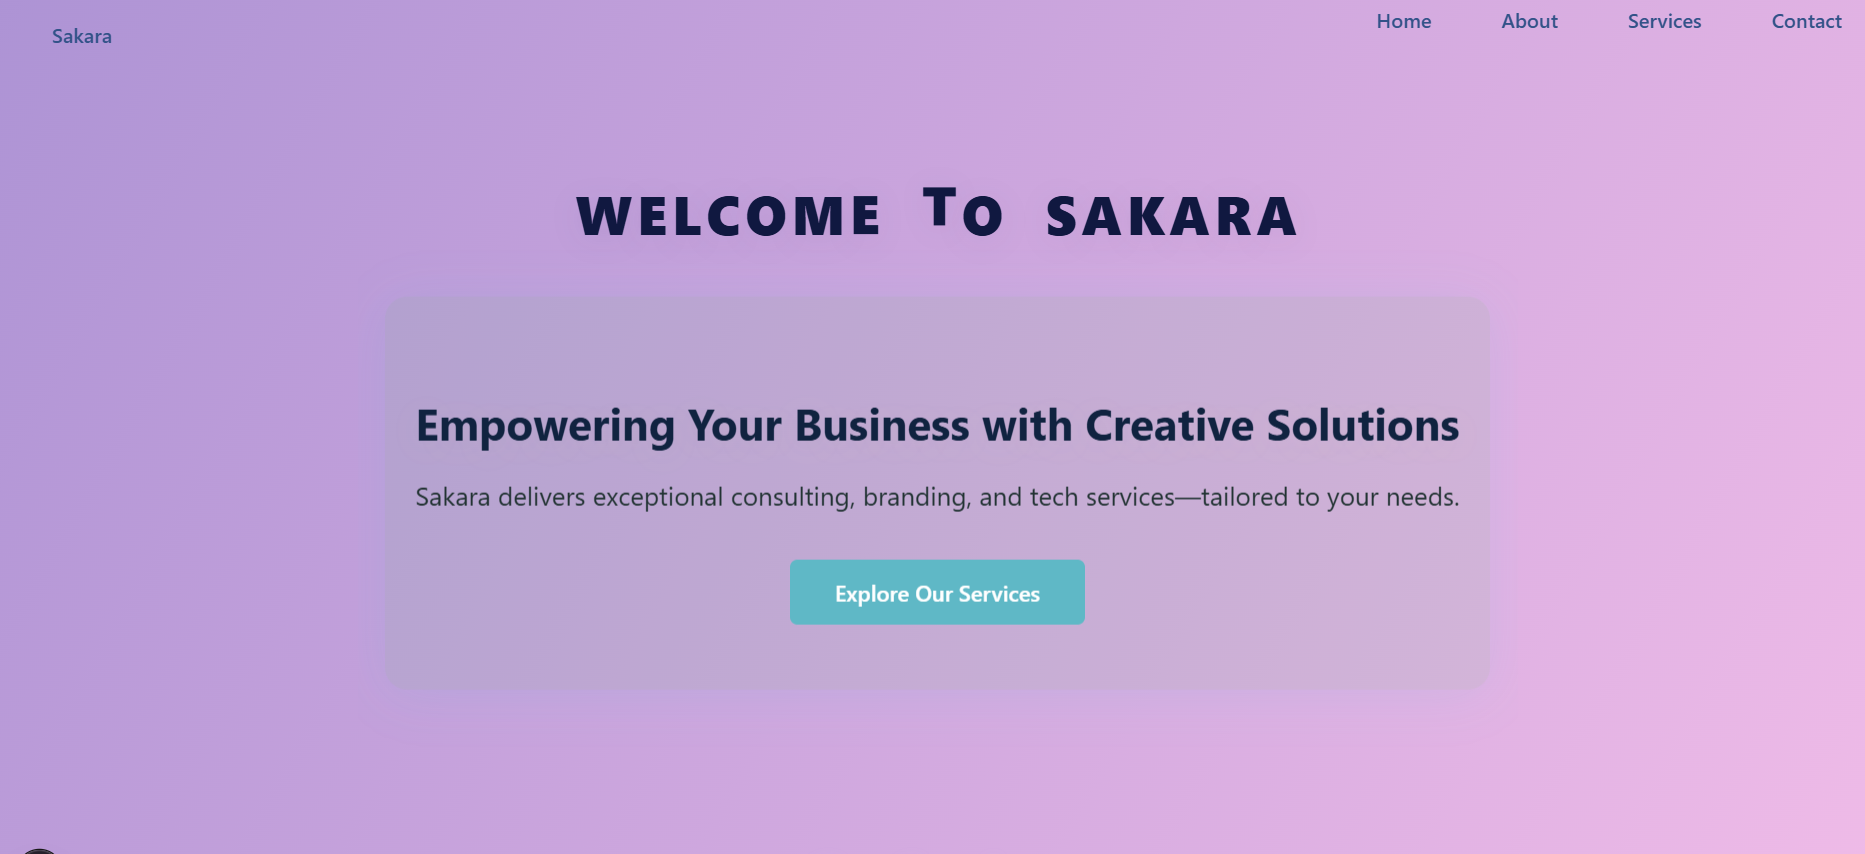 Sakara
Home About Services Contact
WELCOME To SAKARA
Empowering Your Business with Creative Solutions
Sakara delivers exceptional consulting, branding, and tech services—tailored to your needs.
Explore Our Services